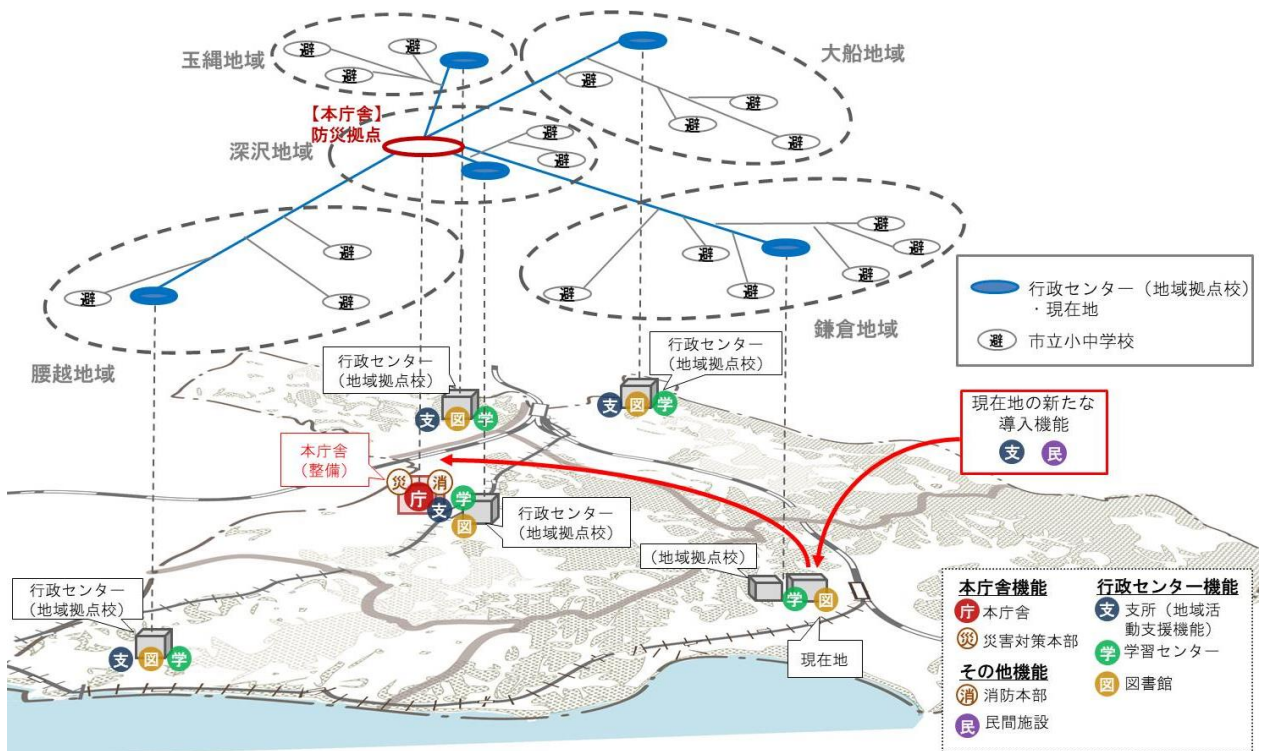 玉縄地域
避
避
避
大船地域
避
避
避
避
【本庁舎】
防災拠点
深沢地域
避
避
腰越地域
避
避
避
鎌倉地域
避
避
避
避
避
避
行政センター（地域拠点校）
・現在地
避 市立小中学校
行政センター
（地域拠点校）
支 図 学
行政センター
（地域拠点校）
支 図 学
現在地の新たな
導入機能
支 民
本庁舎
（整備）
災 消
庁
支 学
図
行政センター
（地域拠点校）
（地域拠点校）
学 図
現在地
行政センター
（地域拠点校）
支 図 学
本庁舎機能
庁 本庁舎
災 災害対策本部
その他機能
消 消防本部
民 民間施設
行政センター機能
支 支所（地域活
動支援機能）
学 学習センター
図 図書館